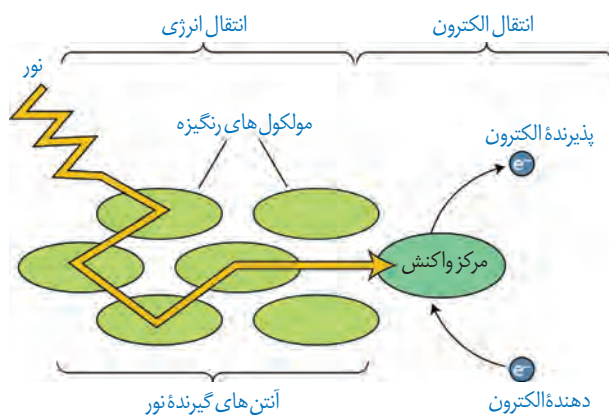 انتقال الکترون
انتقال انرژی
نور
مولکول‌های رنگیزه
پذیرندهٔ الکترون
e⁻
مرکز واکنش
e⁻
دهندهٔ الکترون
آنتن‌های گیرندهٔ نور